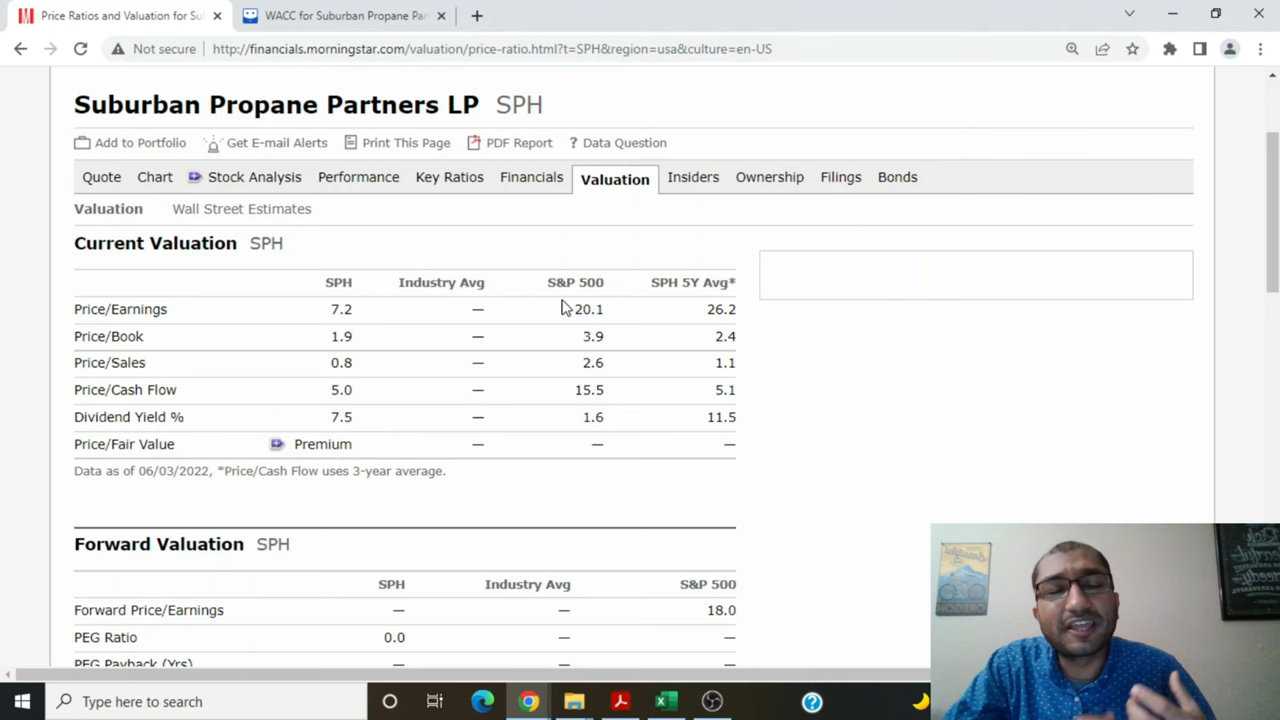 Price Ratios and Valuation for Su
WACC for Suburban Propane Par
Not secure
http://financials.morningstar.com/valuation/price-ratio.html?t=SPH&region=usa&culture=en-US
Suburban Propane Partners LP SPH
Add to Portfolio Get E-mail Alerts Print This Page PDF Report ? Data Question
Quote Chart Stock Analysis Performance Key Ratios Financials Valuation Insiders Ownership Filings Bonds
Valuation Wall Street Estimates
Current Valuation SPH
SPH Industry Avg S&P 500 SPH 5Y Avg*
Price/Earnings 7.2 — 20.1 26.2
Price/Book 1.9 — 3.9 2.4
Price/Sales 0.8 — 2.6 1.1
Price/Cash Flow 5.0 — 15.5 5.1
Dividend Yield % 7.5 — 1.6 11.5
Price/Fair Value Premium — — —
Data as of 06/03/2022, *Price/Cash Flow uses 3-year average.
Forward Valuation SPH
SPH Industry Avg S&P 500
Forward Price/Earnings — — 18.0
PEG Ratio 0.0 — —
PEG Payback (Yrs) — — —
OREGON
Type here to search